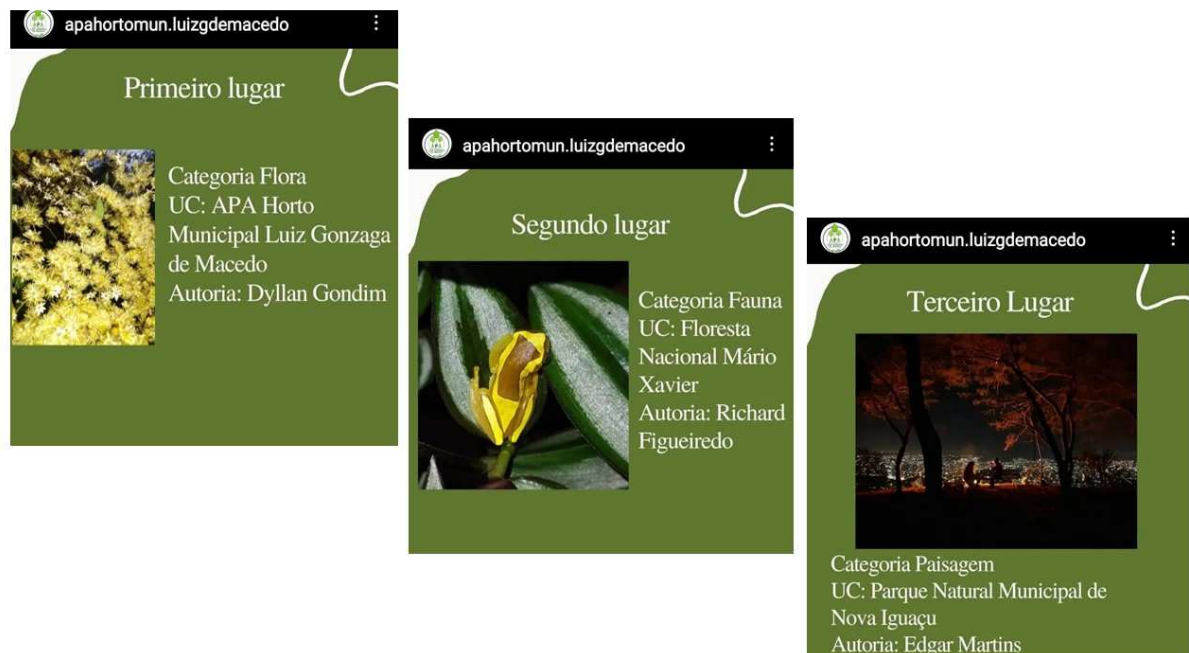 apahortomun.luizgdemacedo
Primeiro lugar
Categoria Flora
UC: APA Horto
Municipal Luiz Gonzaga
de Macedo
Autoria: Dyllan Gondim
apahortomun.luizgdemacedo
Segundo lugar
Categoria Fauna
UC: Floresta
Nacional Mário
Xavier
Autoria: Richard
Figueiredo
apahortomun.luizgdemacedo
Terceiro Lugar
Categoria Paisagem
UC: Parque Natural Municipal de
Nova Iguaçu
Autoria: Edgar Martins